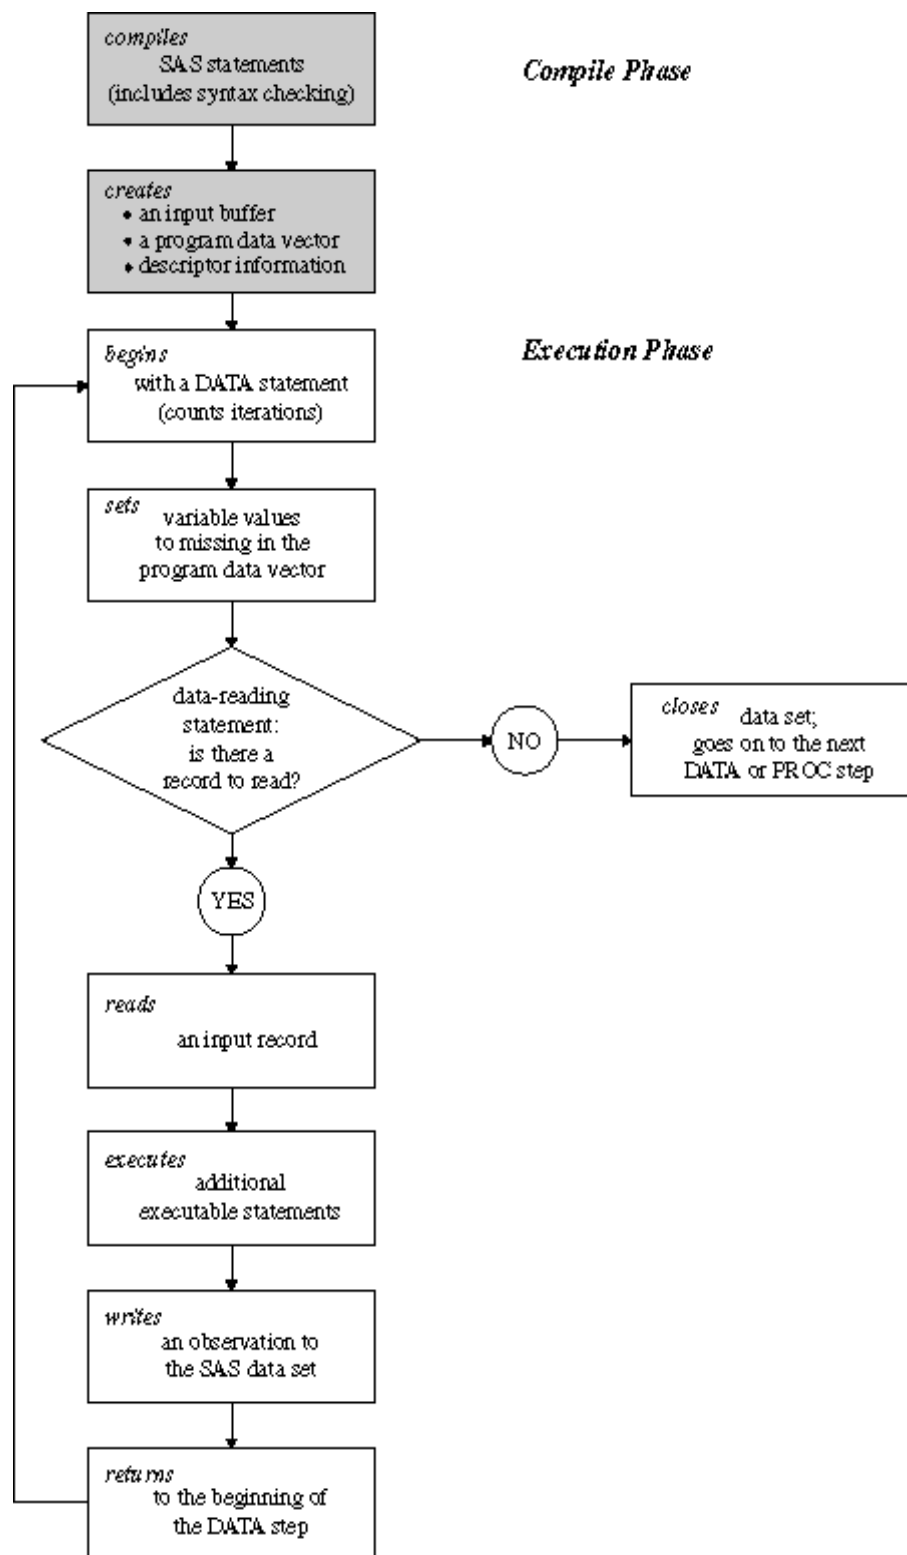 compiles
SAS statements
(includes syntax checking)
Compile Phase
creates
• an input buffer
• a program data vector
• descriptor information
Execution Phase
begins
with a DATA statement
(counts iterations)
sets variable values
to missing in the
program data vector
data-reading
statement:
is there a
record to read?
NO
closes data set;
goes on to the next
DATA or PROC step
YES
reads
an input record
executes
additional
executable statements
writes
an observation to
the SAS data set
returns
to the beginning of
the DATA step